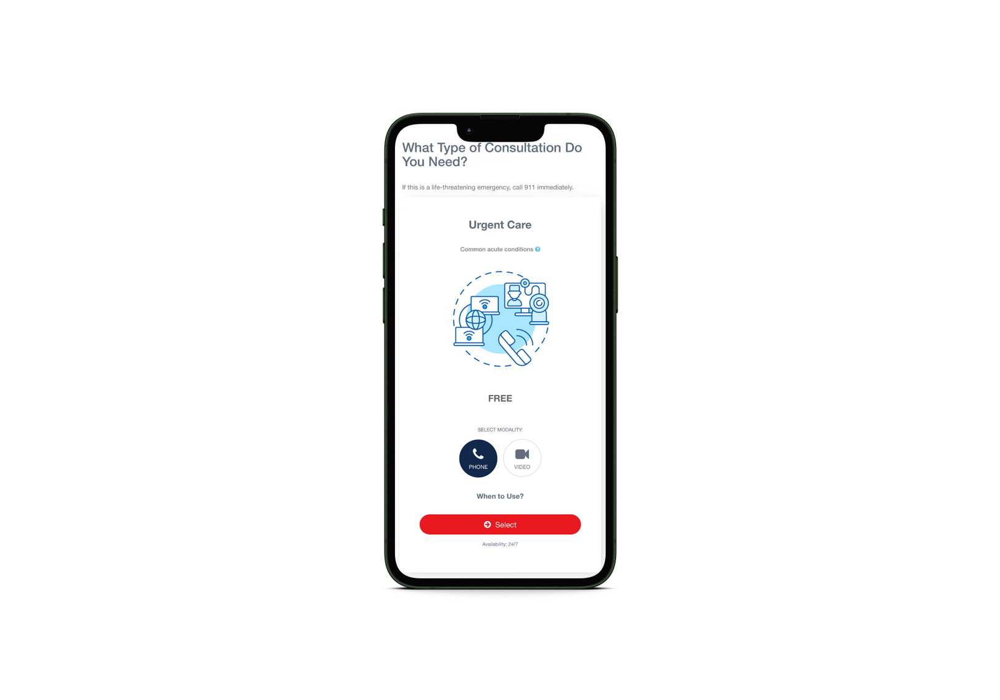 What Type of Consultation Do
You Need?
If this is a life-threatening emergency, call 911 immediately.
Urgent Care
Common acute conditions ?
FREE
SELECT MODALITY:
PHONE VIDEO
When to Use?
Select
Availability: 24/7